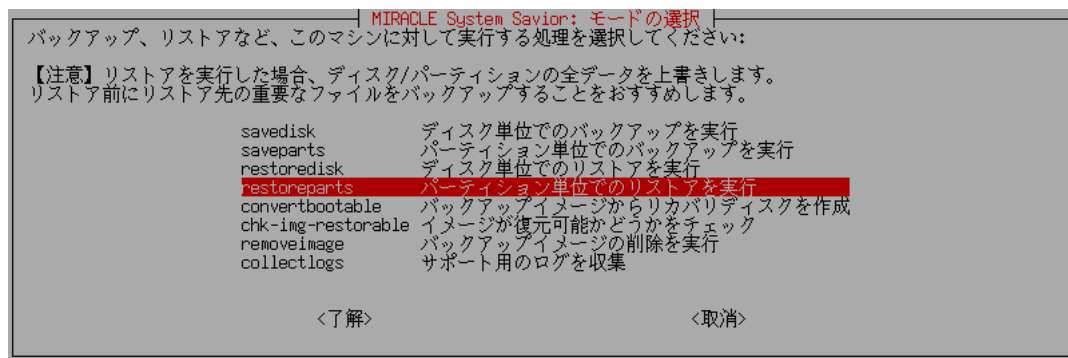 MIRACLE System Savior: モードの選択
バックアップ、リストアなど、このマシンに対して実行する処理を選択してください:
【注意】リストアを実行した場合、ディスク/パーティションの全データを上書きします。
リストア前にリストア先の重要なファイルをバックアップすることをおすすめします。
savedisk ディスク単位でのバックアップを実行
saveparts パーティション単位でのバックアップを実行
restoredisk ディスク単位でのリストアを実行
restoreparts パーティション単位でのリストアを実行
convertbootable バックアップイメージからリカバリディスクを作成
chk-img-restorable イメージが復元可能かどうかをチェック
removeimage バックアップイメージの削除を実行
collectlogs サポート用のログを収集
<了解> <取消>